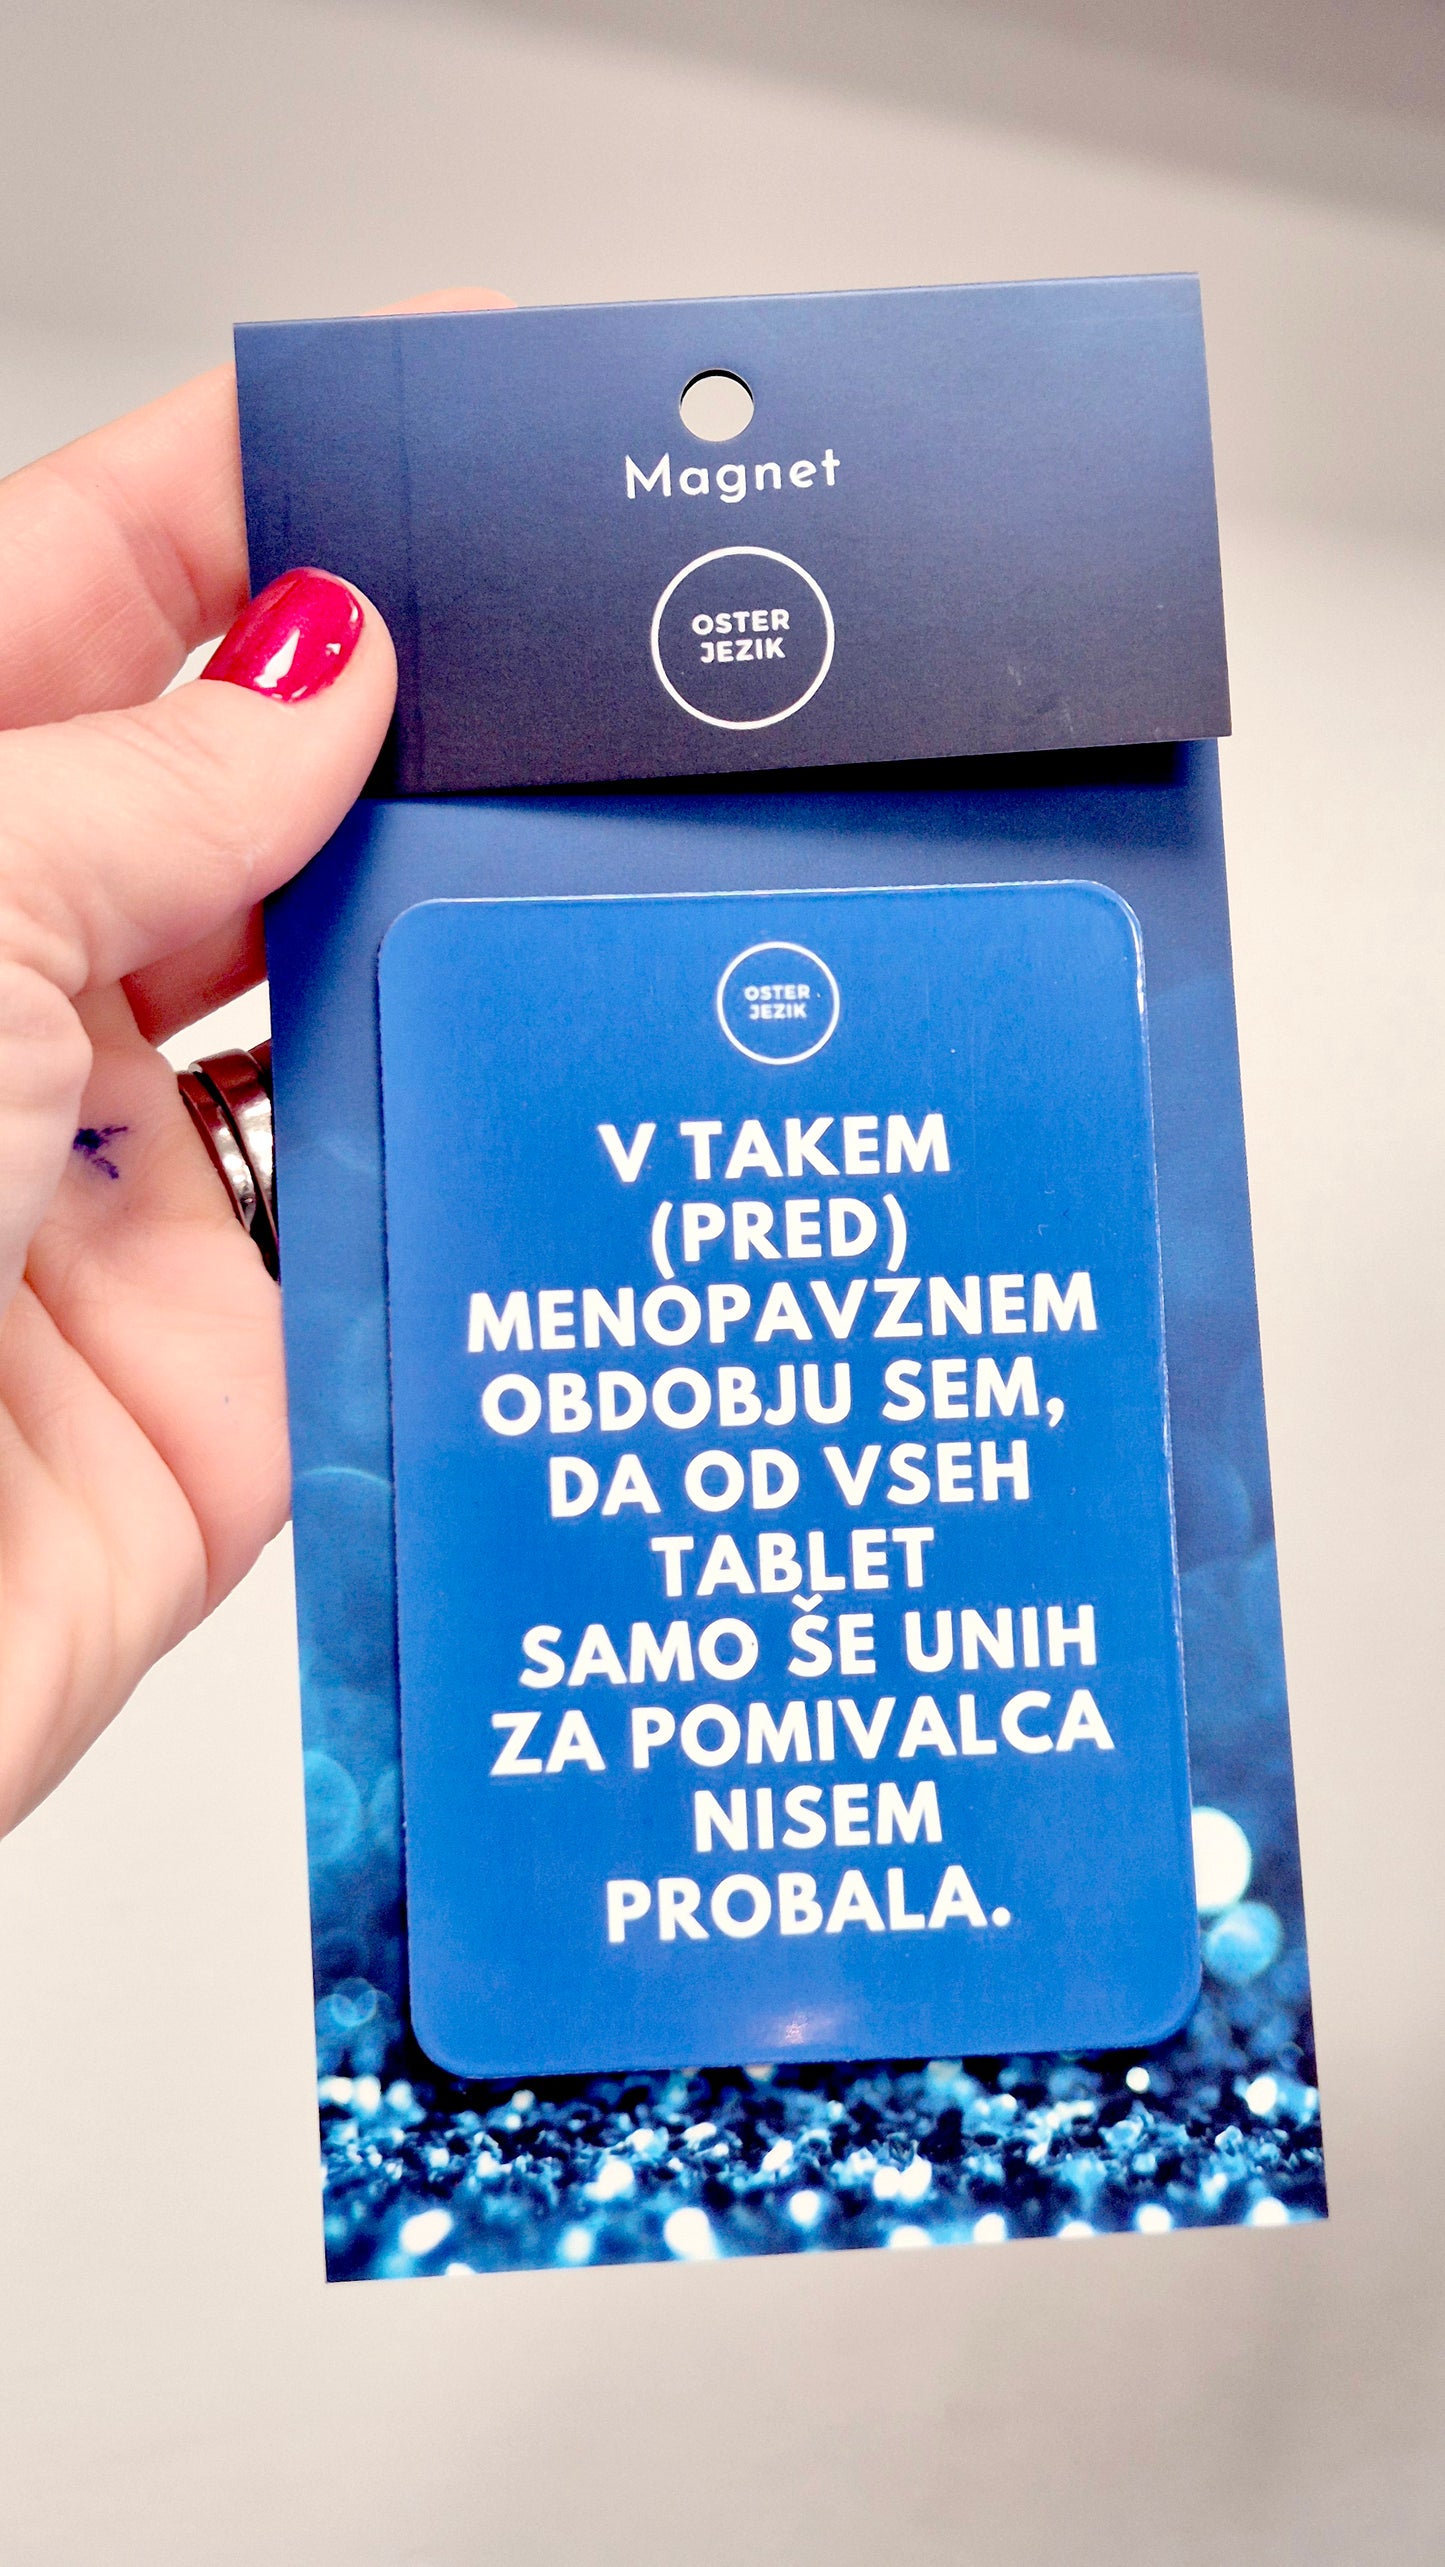 Magnet
OSTER
JEZIK
OSTER
JEZIK
V TAKEM
(PRED)
MENOPAVZNEM
OBDOBJU SEM,
DA OD VSEH
TABLET
SAMO ŠE UNIH
ZA POMIVALCA
NISEM
PROBALA.